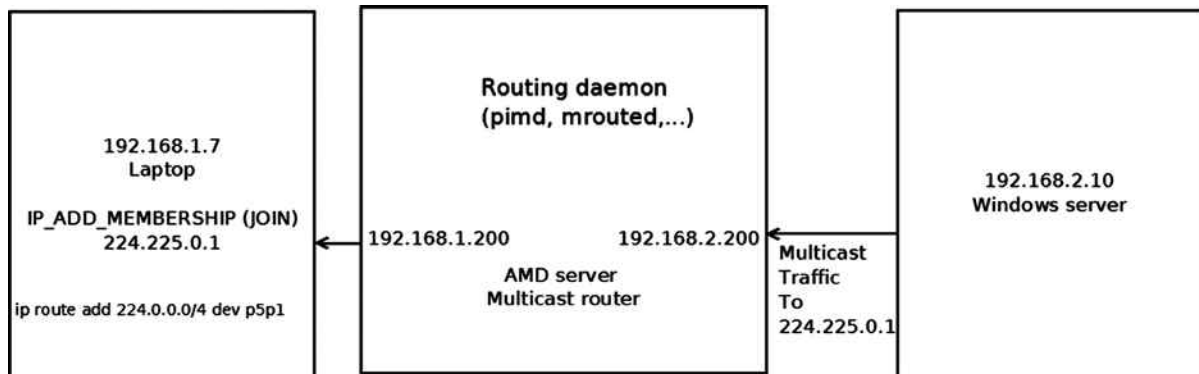 192.168.1.7
Laptop
IP_ADD_MEMBERSHIP (JOIN)
224.225.0.1
ip route add 224.0.0.0/4 dev p5p1
Routing daemon
(pimd, mrouted,...)
192.168.1.200
192.168.2.200
AMD server
Multicast router
Multicast
Traffic
To
224.225.0.1
192.168.2.10
Windows server